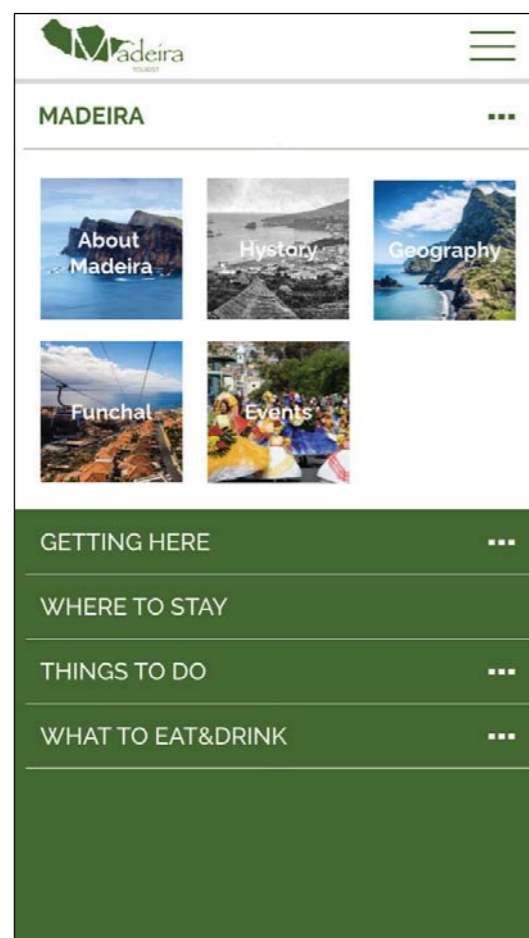 Madeira
TOURIST
MADEIRA
About
Madeira
Hystory
Geography
Funchal
Events
GETTING HERE
WHERE TO STAY
THINGS TO DO
WHAT TO EAT&DRINK